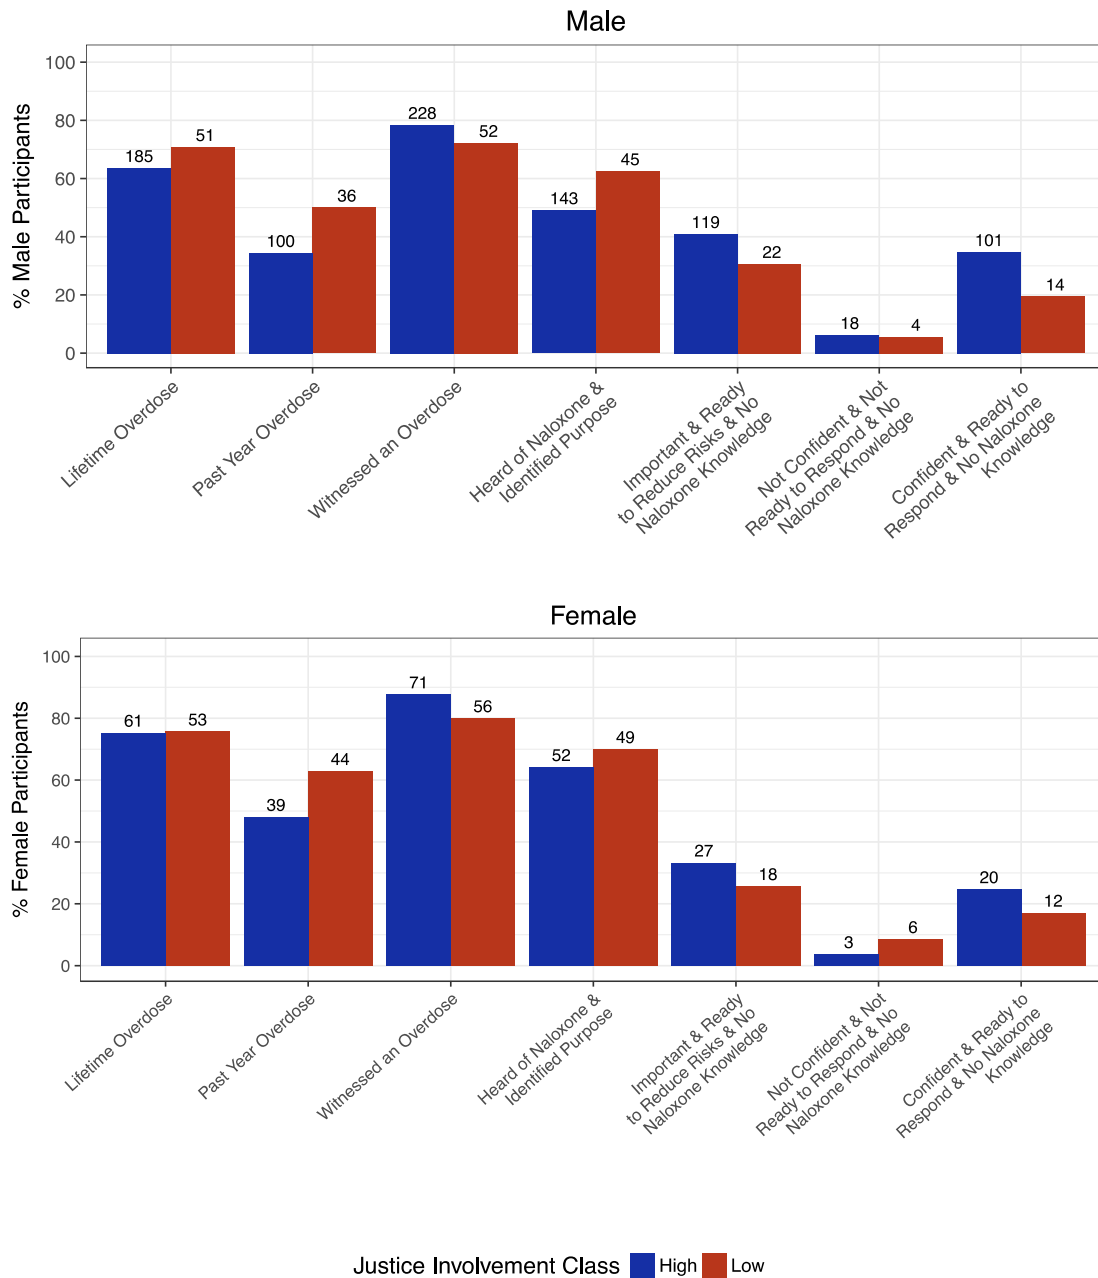 Male
% Male Participants
100
80
60
40
20
0
185
51
100
36
228
52
143
45
119
22
18
4
101
14
Lifetime Overdose
Past Year Overdose
Witnessed an Overdose
Heard of Naloxone &
Identified Purpose
Important & Ready
to Reduce Risks & No
Naloxone Knowledge
Not Confident & Not
Ready to Respond & No
Naloxone Knowledge
Confident & Ready to
Respond & No Naloxone
Knowledge
Female
% Female Participants
100
80
60
40
20
0
61
53
39
44
71
56
52
49
27
18
3
6
20
12
Lifetime Overdose
Past Year Overdose
Witnessed an Overdose
Heard of Naloxone &
Identified Purpose
Important & Ready
to Reduce Risks & No
Naloxone Knowledge
Not Confident & Not
Ready to Respond & No
Naloxone Knowledge
Confident & Ready to
Respond & No Naloxone
Knowledge
Justice Involvement Class High Low